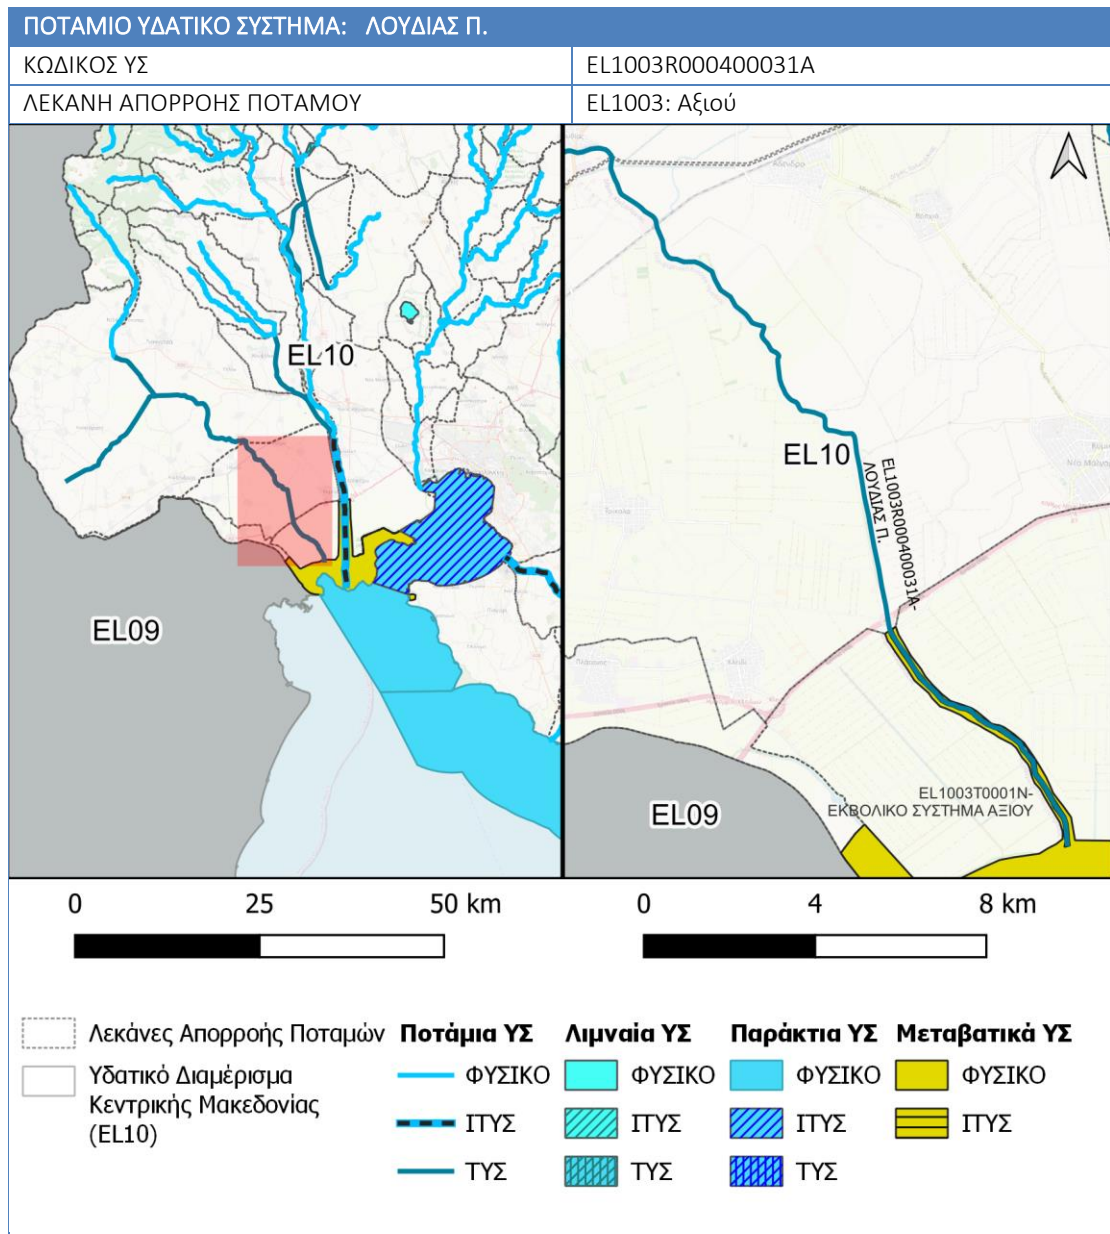 ΠΟΤΑΜΙΟ ΥΔΑΤΙΚΟ ΣΥΣΤΗΜΑ: ΛΟΥΔΙΑΣ Π.
ΚΩΔΙΚΟΣ ΥΣ EL1003R000400031A
ΛΕΚΑΝΗ ΑΠΟΡΡΟΗΣ ΠΟΤΑΜΟΥ EL1003: Αξιού
EL10
EL09
EL10
EL1003R000400031A-
ΛΟΥΔΙΑΣ Π.
EL1003T0001N-
ΕΚΒΟΛΙΚΟ ΣΥΣΤΗΜΑ ΑΞΙΟΥ
EL09
0 25 50 km
0 4 8 km
Λεκάνες Απορροής Ποταμών
Υδατικό Διαμέρισμα
Κεντρικής Μακεδονίας
(EL10)
Ποτάμια ΥΣ Λιμναία ΥΣ Παράκτια ΥΣ Μεταβατικά ΥΣ
ΦΥΣΙΚΟ ΦΥΣΙΚΟ ΦΥΣΙΚΟ ΦΥΣΙΚΟ
ΙΤΥΣ ΙΤΥΣ ΙΤΥΣ ΙΤΥΣ
ΤΥΣ ΤΥΣ ΤΥΣ